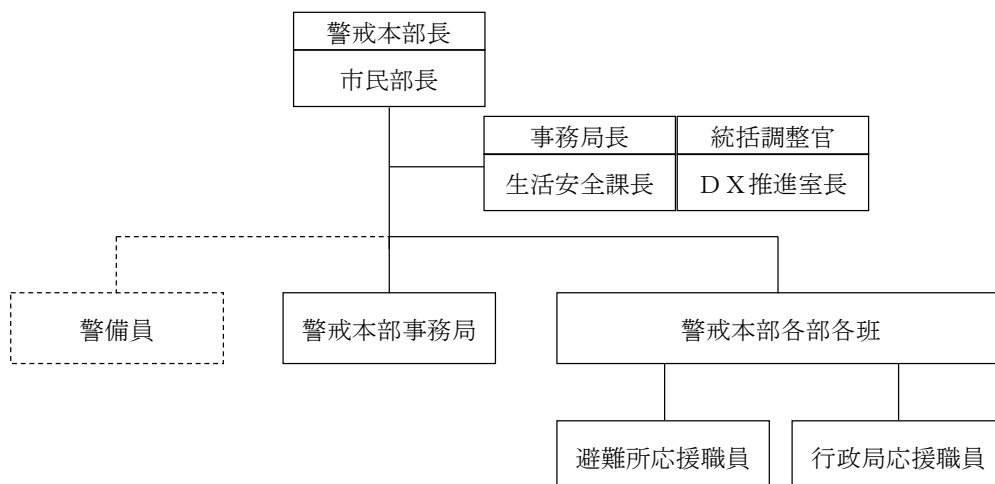 警戒本部長
市民部長
事務局長
統括調整官
生活安全課長
ＤＸ推進室長
警備員
警戒本部事務局
警戒本部各部各班
避難所応援職員
行政局応援職員